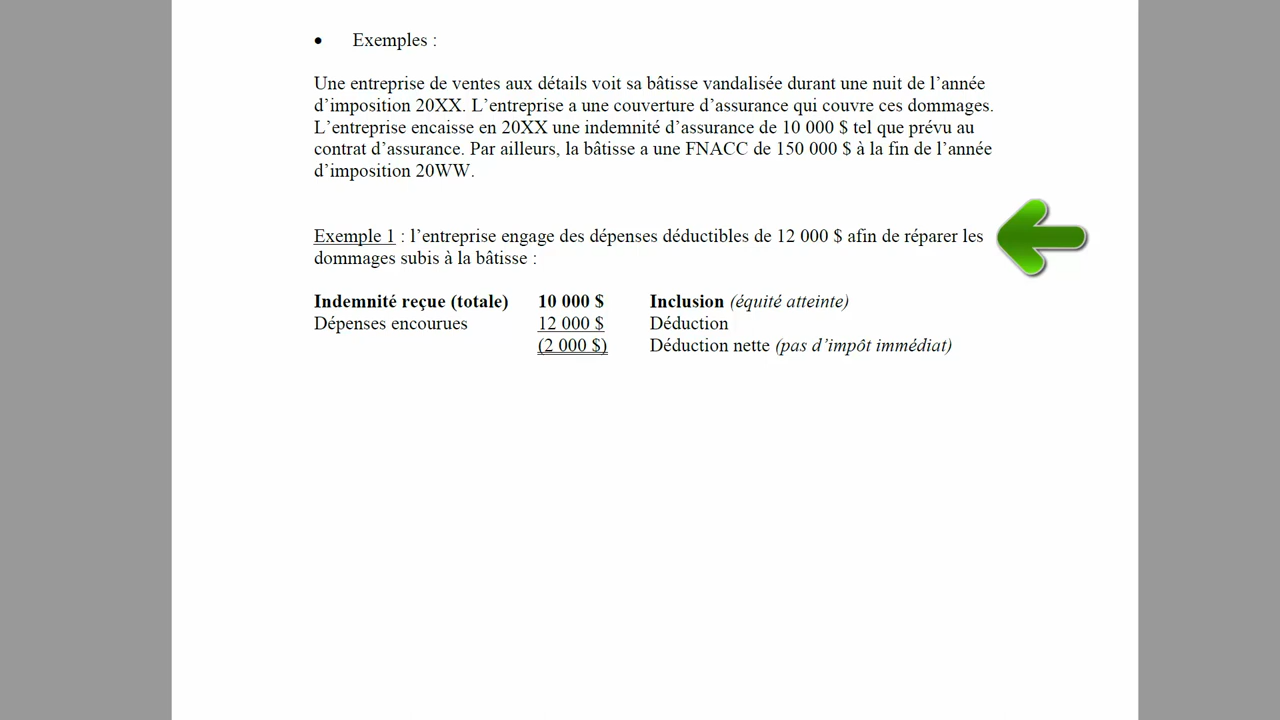 • Exemples :
Une entreprise de ventes aux détails voit sa bâtisse vandalisée durant une nuit de l’année
d’imposition 20XX. L’entreprise a une couverture d’assurance qui couvre ces dommages.
L’entreprise encaisse en 20XX une indemnité d’assurance de 10 000 $ tel que prévu au
contrat d’assurance. Par ailleurs, la bâtisse a une FNACC de 150 000 $ à la fin de l’année
d’imposition 20WW.
Exemple 1 : l’entreprise engage des dépenses déductibles de 12 000 $ afin de réparer les
dommages subis à la bâtisse :
Indemnité reçue (totale) 10 000 $ Inclusion (équité atteinte)
Dépenses encourues 12 000 $ Déduction
(2 000 $) Déduction nette (pas d’impôt immédiat)